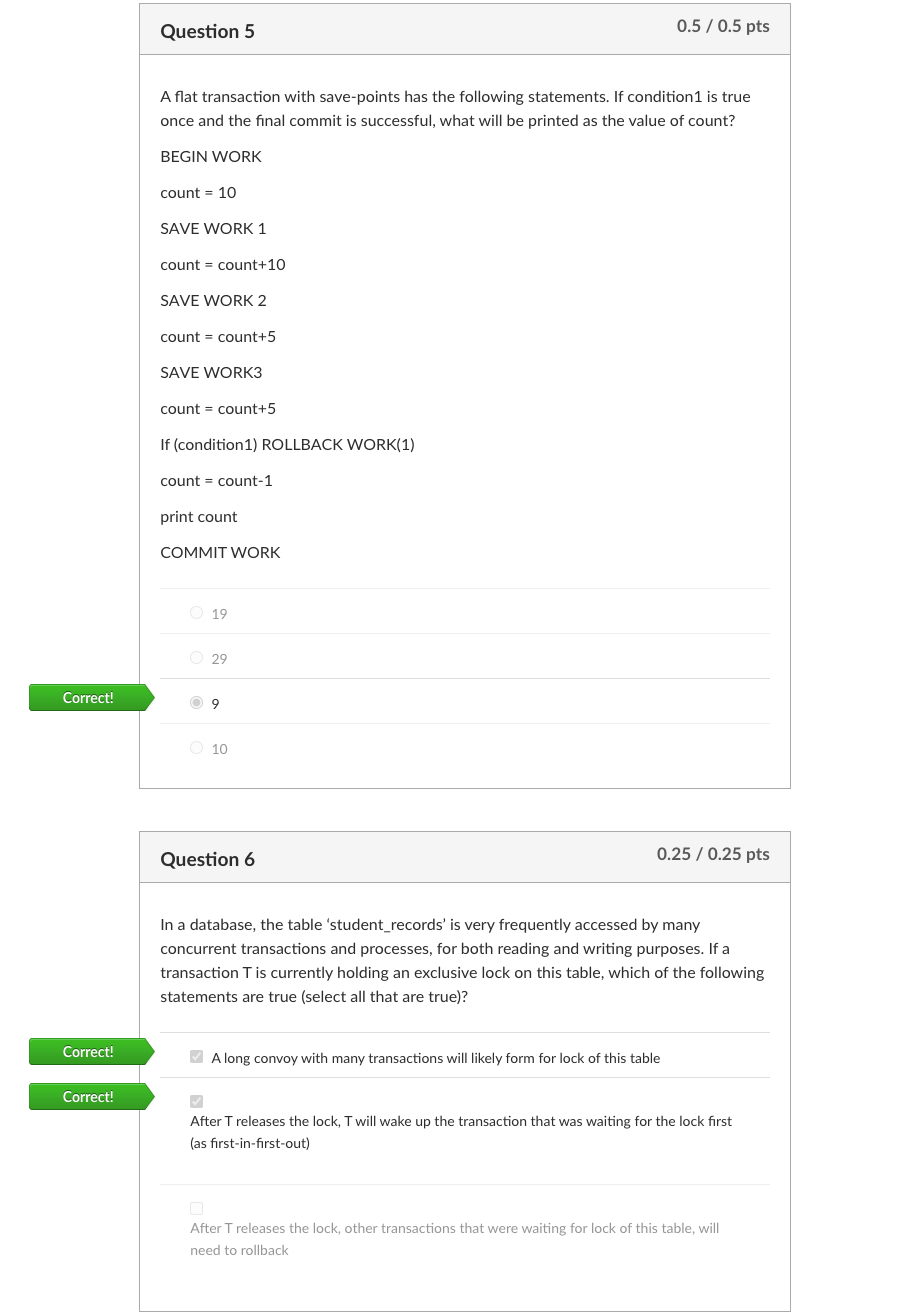 Question 5
0.5 / 0.5 pts
A flat transaction with save-points has the following statements. If condition1 is true
once and the final commit is successful, what will be printed as the value of count?
BEGIN WORK
count = 10
SAVE WORK 1
count = count+10
SAVE WORK 2
count = count+5
SAVE WORK3
count = count+5
If (condition1) ROLLBACK WORK(1)
count = count-1
print count
COMMIT WORK
19
29
Correct!
9
10
Question 6
0.25 / 0.25 pts
In a database, the table ‘student_records’ is very frequently accessed by many
concurrent transactions and processes, for both reading and writing purposes. If a
transaction T is currently holding an exclusive lock on this table, which of the following
statements are true (select all that are true)?
Correct!
A long convoy with many transactions will likely form for lock of this table
Correct!
After T releases the lock, T will wake up the transaction that was waiting for the lock first
(as first-in-first-out)
After T releases the lock, other transactions that were waiting for lock of this table, will
need to rollback